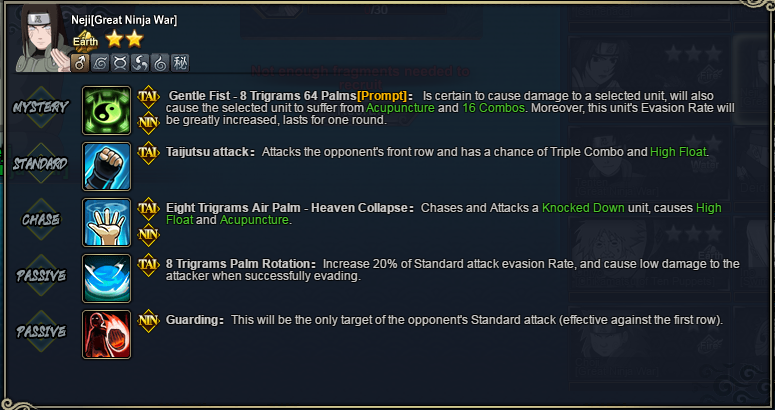 Neji[Great Ninja War]
Earth
秘
MYSTERY
TAI
NIN
Gentle Fist - 8 Trigrams 64 Palms[Prompt]: Is certain to cause damage to a selected unit, will also
cause the selected unit to suffer from Acupuncture and 16 Combos. Moreover, this unit's Evasion Rate will
be greatly increased, lasts for one round.
STANDARD
TAI
Taijutsu attack: Attacks the opponent's front row and has a chance of Triple Combo and High Float.
CHASE
TAI
NIN
Eight Trigrams Air Palm - Heaven Collapse: Chases and Attacks a Knocked Down unit, causes High
Float and Acupuncture.
PASSIVE
TAI
8 Trigrams Palm Rotation: Increase 20% of Standard attack evasion Rate, and cause low damage to the
attacker when successfully evading.
PASSIVE
NIN
Guarding: This will be the only target of the opponent's Standard attack (effective against the first row).